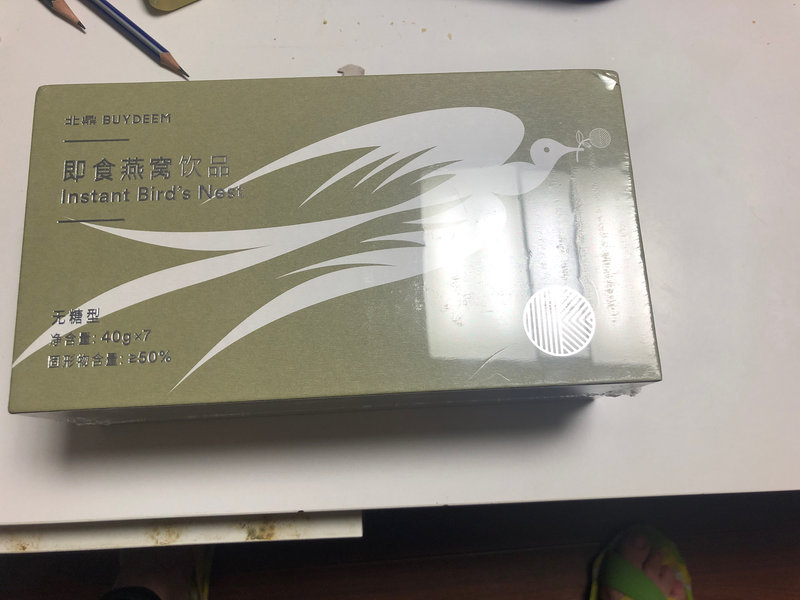 北鼎 BUYDEEM
即食燕窝饮品
Instant Bird's Nest
无糖型
净含量: 40g×7
固形物含量: ≥50%